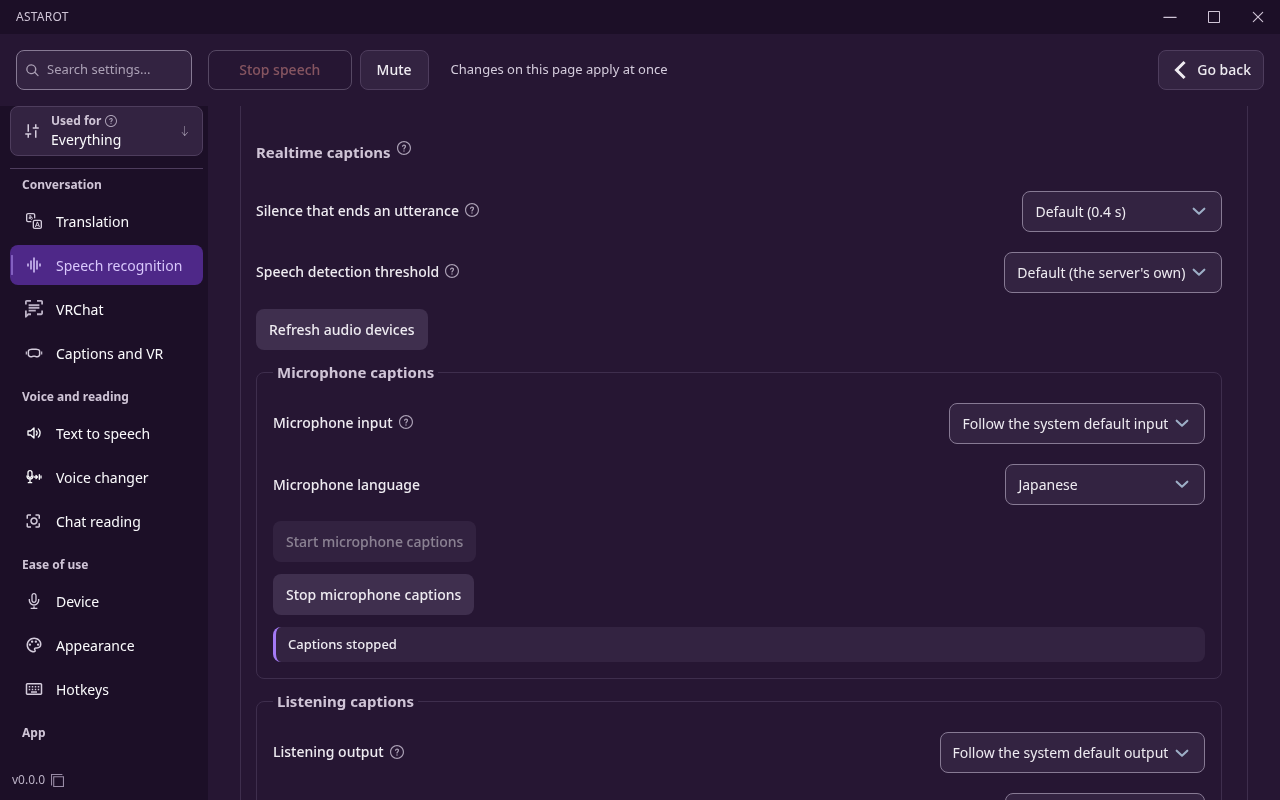 ASTAROT
Search settings...
Stop speech
Mute
Changes on this page apply at once
Go back
Used for
Everything
Conversation
Translation
Speech recognition
VRChat
Captions and VR
Voice and reading
Text to speech
Voice changer
Chat reading
Ease of use
Device
Appearance
Hotkeys
App
v0.0.0
Realtime captions
Silence that ends an utterance
Default (0.4 s)
Speech detection threshold
Default (the server's own)
Refresh audio devices
Microphone captions
Microphone input
Follow the system default input
Microphone language
Japanese
Start microphone captions
Stop microphone captions
Captions stopped
Listening captions
Listening output
Follow the system default output